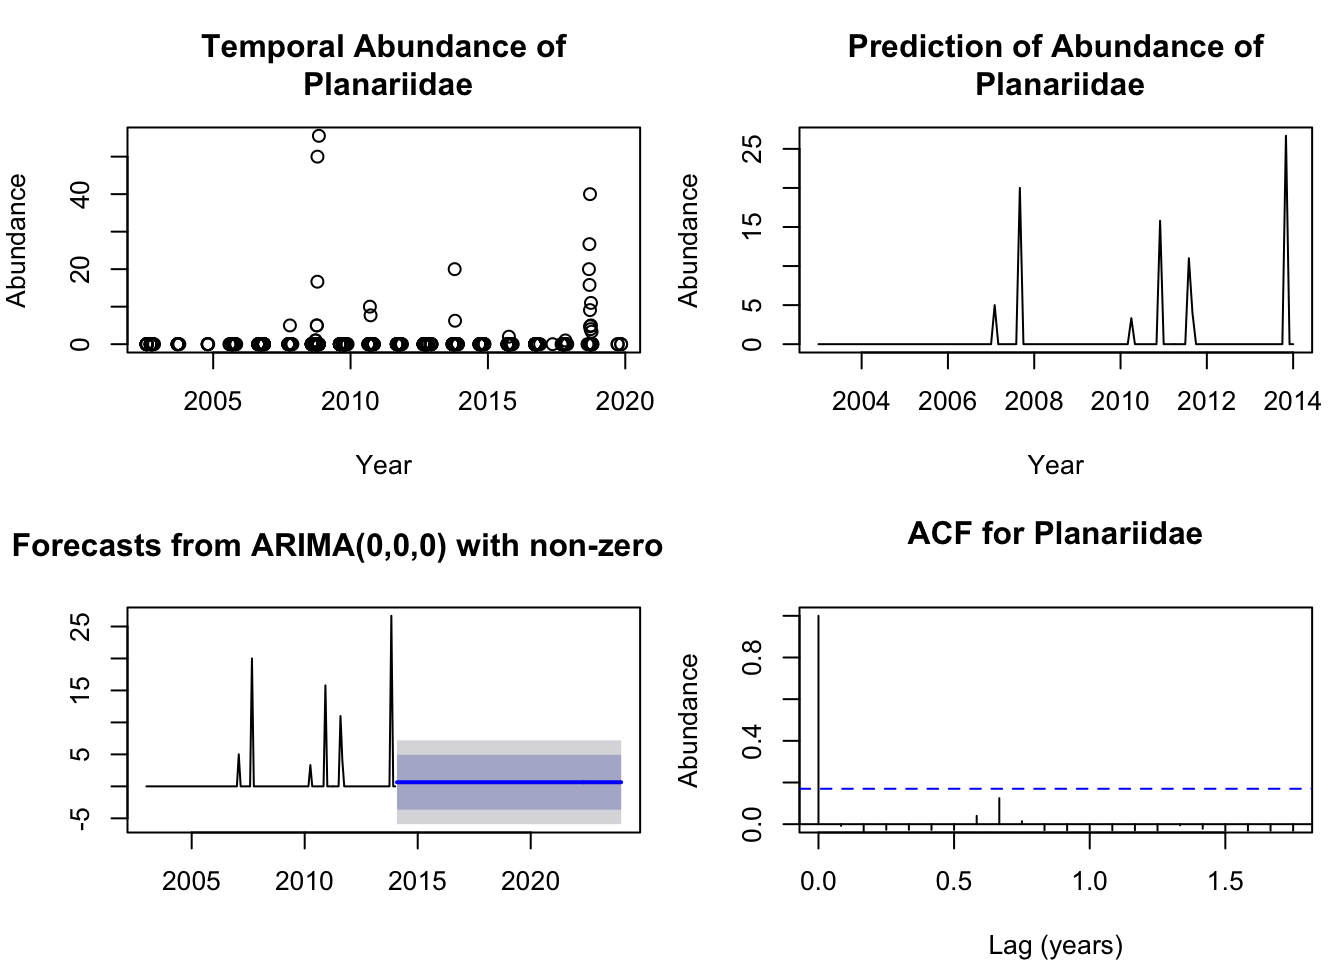 Temporal Abundance of
Planariidae
Abundance
40
20
0
2005 2010 2015 2020
Year
Prediction of Abundance of
Planariidae
Abundance
25
15
5
0
2004 2006 2008 2010 2012 2014
Year
Forecasts from ARIMA(0,0,0) with non-zero
25
15
5
-5
2005 2010 2015 2020
ACF for Planariidae
Abundance
0.8
0.4
0.0
0.0 0.5 1.0 1.5
Lag (years)